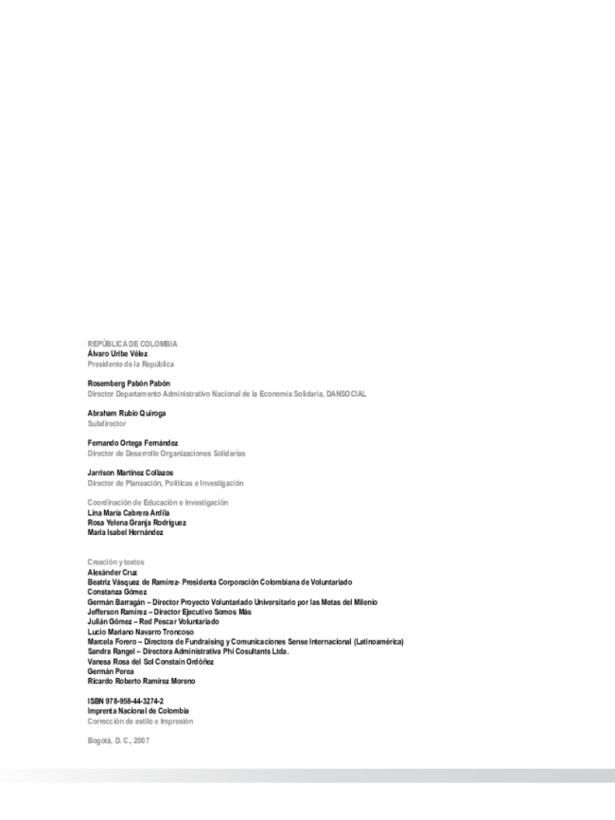 REPÚBLICA DE COLOMBIA
Álvaro Uribe Vélez
Presidente de la República
Rosemberg Pabón Pabón
Director Departamento Administrativo Nacional de la Economía Solidaria, DANSOCIAL
Abraham Rubio Quiroga
Subdirector
Fernando Ortega Fernández
Director de Desarrollo Organizaciones Solidarias
Jarrison Martínez Collazos
Director de Planeación, Políticas e Investigación
Coordinación de Educación e Investigación
Lina María Cabrera Ardila
Rosa Yelena Granja Rodríguez
María Isabel Hernández
Creación y textos
Alexánder Cruz
Beatriz Vásquez de Ramírez- Presidenta Corporación Colombiana de Voluntariado
Constanza Gómez
Germán Barragán – Director Proyecto Voluntariado Universitario por las Metas del Milenio
Jefferson Ramírez – Director Ejecutivo Somos Más
Julián Gómez – Red Pescar Voluntariado
Lucio Mariano Navarro Troncoso
Marcela Forero – Directora de Fundraising y Comunicaciones Sense Internacional (Latinoamérica)
Sandra Rangel – Directora Administrativa Phi Cosultants Ltda.
Vanesa Rosa del Sol Constaín Ordóñez
Germán Perea
Ricardo Roberto Ramírez Moreno
ISBN 978-958-44-3274-2
Imprenta Nacional de Colombia
Corrección de estilo e Impresión
Bogotá, D. C., 2007